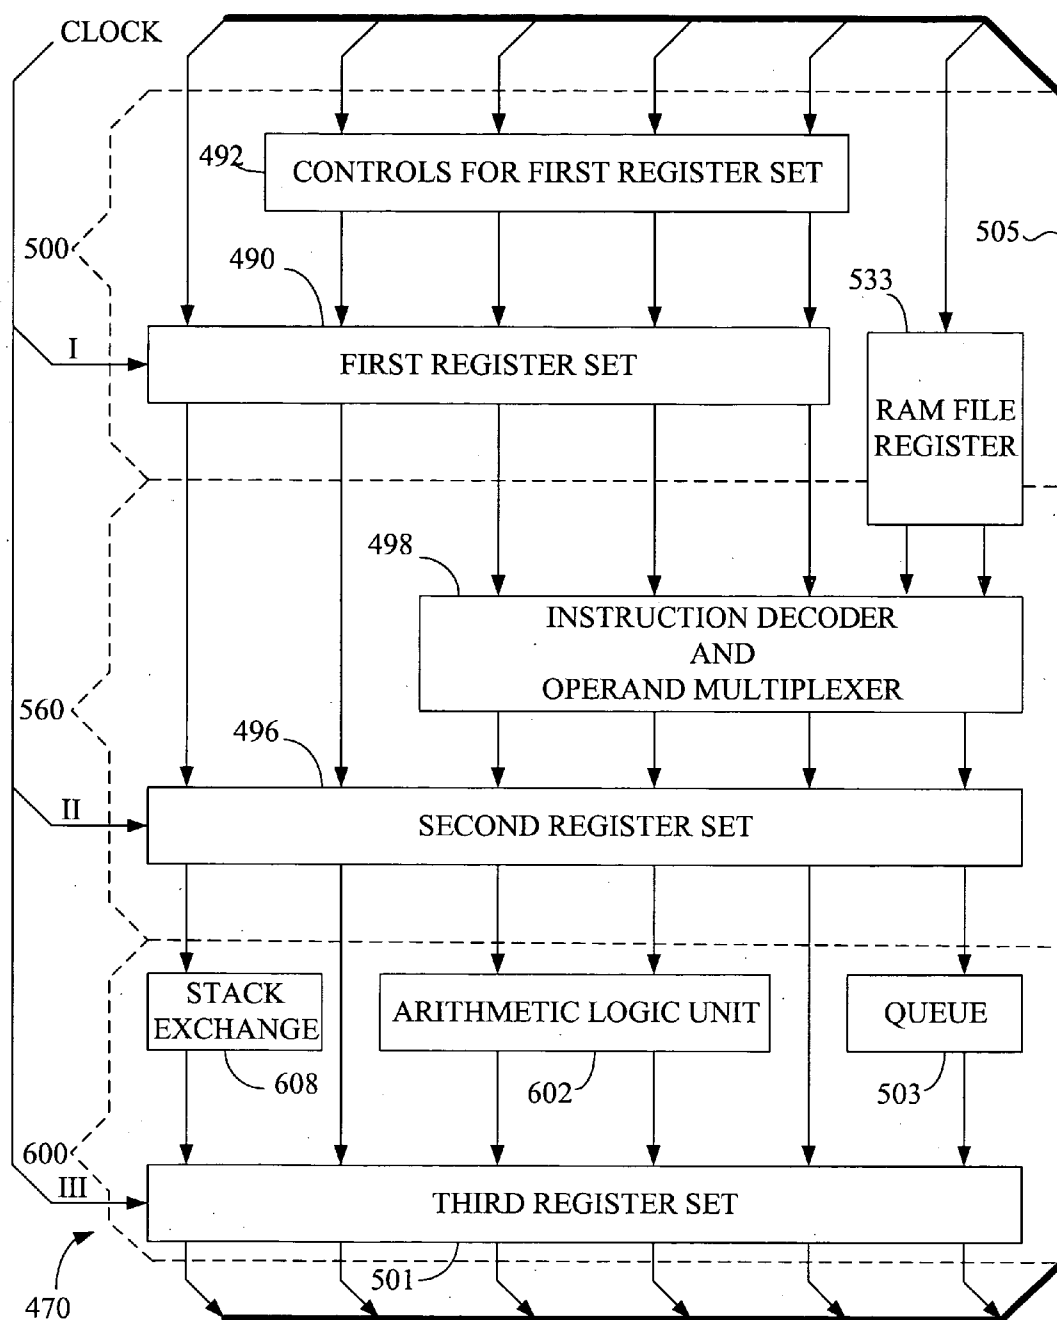 CLOCK
492
CONTROLS FOR FIRST REGISTER SET
505
500
490
533
I
FIRST REGISTER SET
RAM FILE
REGISTER
498
INSTRUCTION DECODER
AND
OPERAND MULTIPLEXER
560
496
II
SECOND REGISTER SET
STACK
EXCHANGE
ARITHMETIC LOGIC UNIT
QUEUE
608
602
503
600
III
THIRD REGISTER SET
501
470